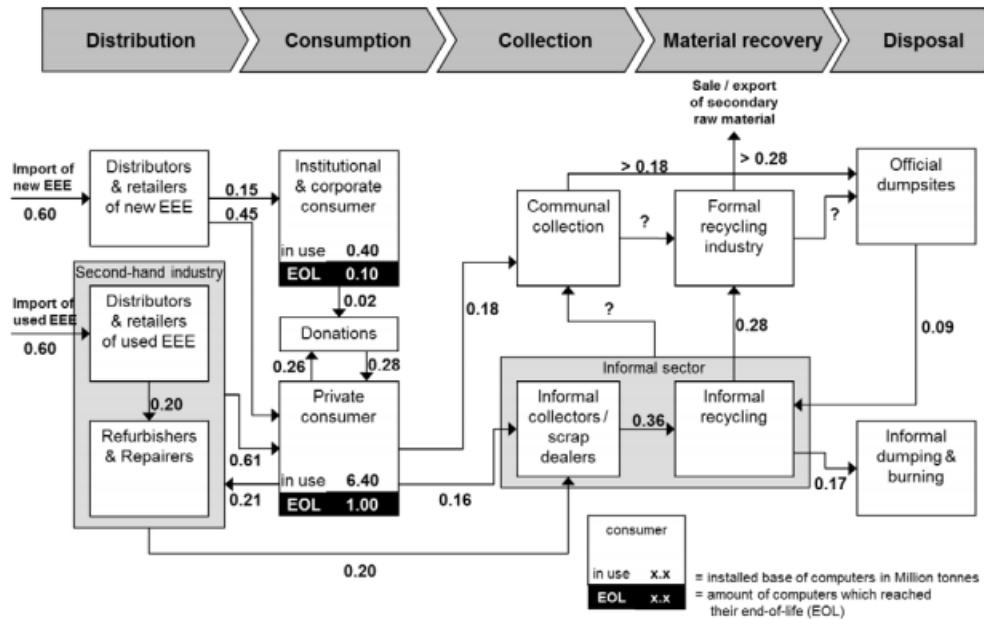 Distribution
Consumption
Collection
Material recovery
Disposal
Sale / export
of secondary
raw material
Import of
new EEE
0.60
Distributors
& retailers
of new EEE
0.15
0.45
Institutional
& corporate
consumer
in use 0.40
EOL 0.10
> 0.18
> 0.28
Communal
collection
?
Formal
recycling
industry
?
Official
dumpsites
Second-hand industry
Import of
used EEE
0.60
Distributors
& retailers
of used EEE
0.02
Donations
0.26
0.28
0.18
?
0.28
0.09
0.20
Refurbishers
& Repairers
0.61
0.21
Private
consumer
in use 6.40
EOL 1.00
0.16
Informal sector
Informal
collectors /
scrap
dealers
0.36
Informal
recycling
0.17
Informal
dumping &
burning
0.20
consumer
in use x.x
EOL x.x
= installed base of computers in Million tonnes
= amount of computers which reached
their end-of-life (EOL)